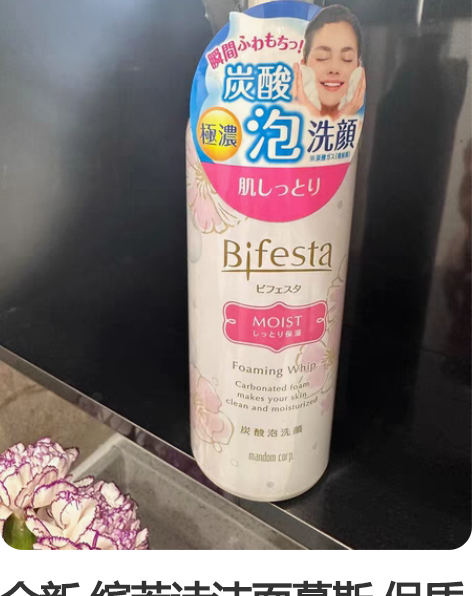 瞬間ふわもちっ!
炭酸
極濃
泡洗顔
肌しっとり
Bifesta
ビフェスタ
MOIST
しっとり保湿
Foaming Whip
Carbonated foam
makes your skin
clean and moisturized
炭酸泡洗顔
mandom corp.